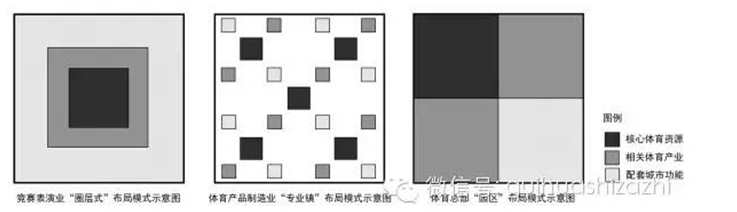 图例
核心体育资源
相关体育产业
配套城市功能
竞赛表演业“圈层式”布局模式示意图
体育产品制造业“专业镇”布局模式示意图
体育总部“园区”布局模式示意图
微信号: guihuashizazhi